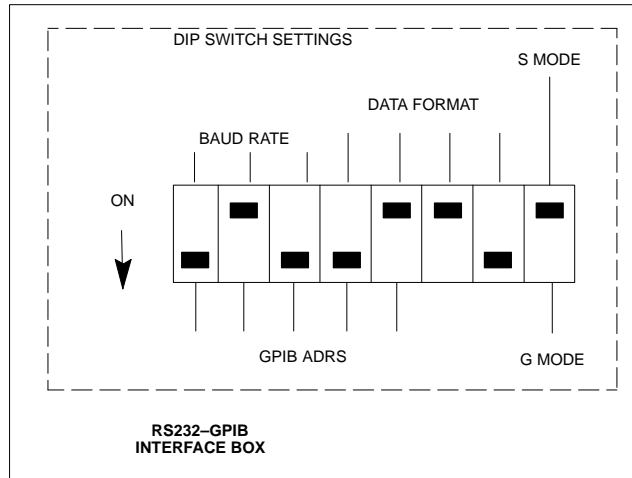 DIP SWITCH SETTINGS
S MODE
DATA FORMAT
BAUD RATE
ON
GPIB ADRS
G MODE
RS232–GPIB
INTERFACE BOX